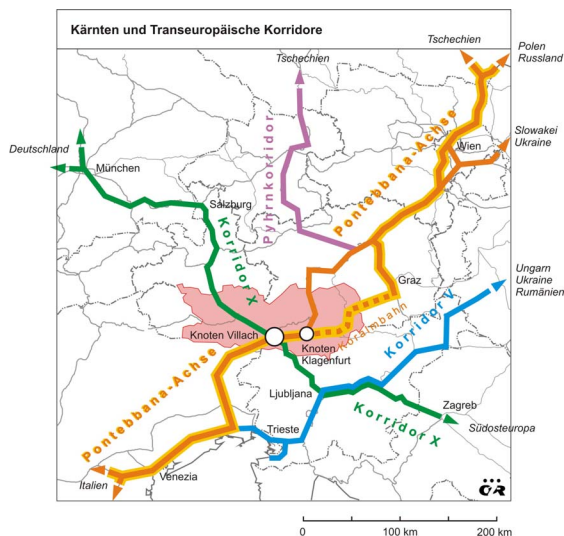 Kärnten und Transeuropäische Korridore
Tschechien
Polen
Russland
Tschechien
Slowakei
Ukraine
Deutschland
München
Wien
Salzburg
Pyhrnkorridor
Pontebbana-Achse
Korridor X
Graz
Ungarn
Ukraine
Rumänien
Knoten Villach
Knoten
Klagenfurt
Koralmbahn
Korridor V
Pontebbana-Achse
Ljubljana
Zagreb
Korridor X
Südosteuropa
Trieste
Venezia
Italien
0
100 km
200 km